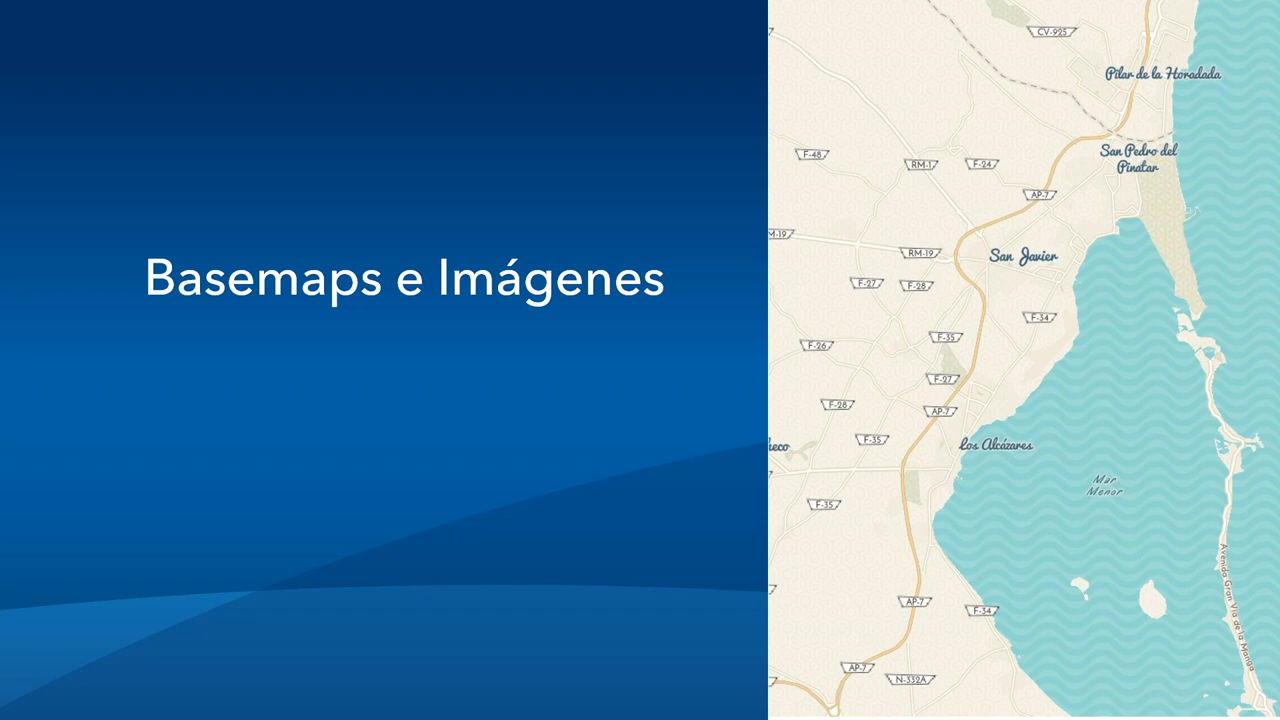 Basemaps e Imágenes
CV-925
Pilar de la Horadada
F-48
RM-1
F-24
San Pedro del
Pinatar
AP-7
M-19
RM-19
San Javier
F-27
F-28
F-34
F-35
F-26
F-27
F-28
AP-7
F-35
heco
Los Alcázares
Mar
Menor
F-35
Avenida Gran Vía de la Manga
AP-7
F-34
AP-7
N-332A